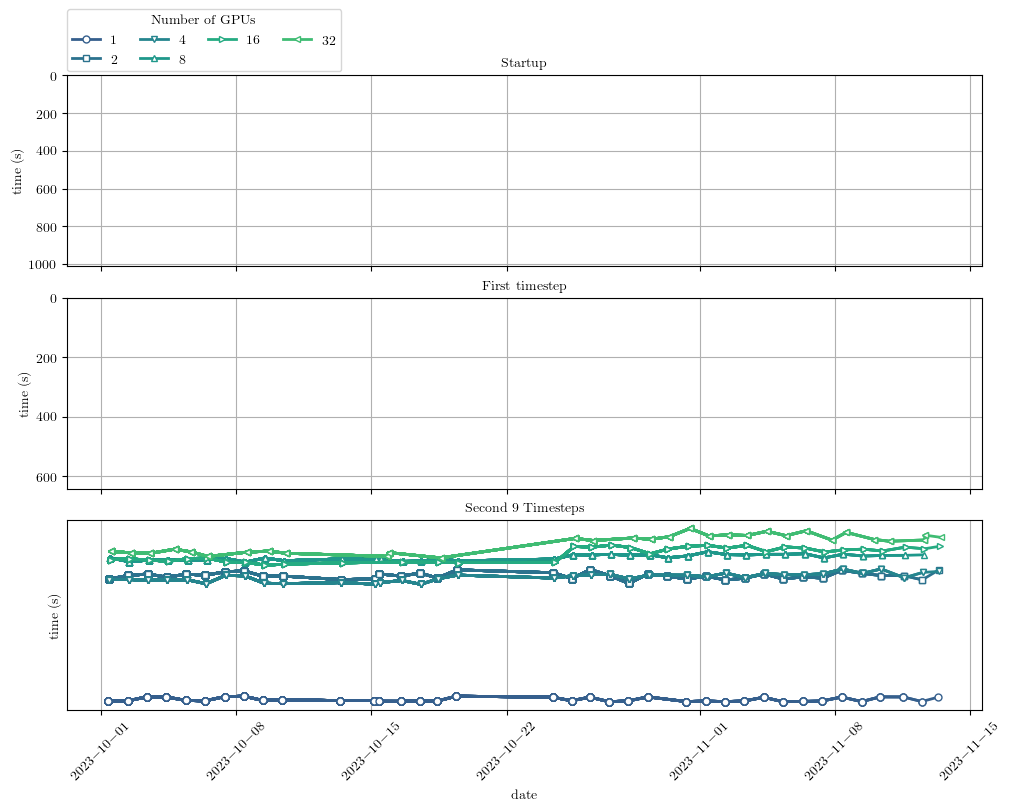 Number of GPUs
1 4 16 32
2 8
Startup
0
200
400
600
800
1000
time (s)
First timestep
0
200
400
600
time (s)
Second 9 Timesteps
time (s)
2023−10−01 2023−10−08 2023−10−15 2023−10−22 2023−11−01 2023−11−08 2023−11−15
date